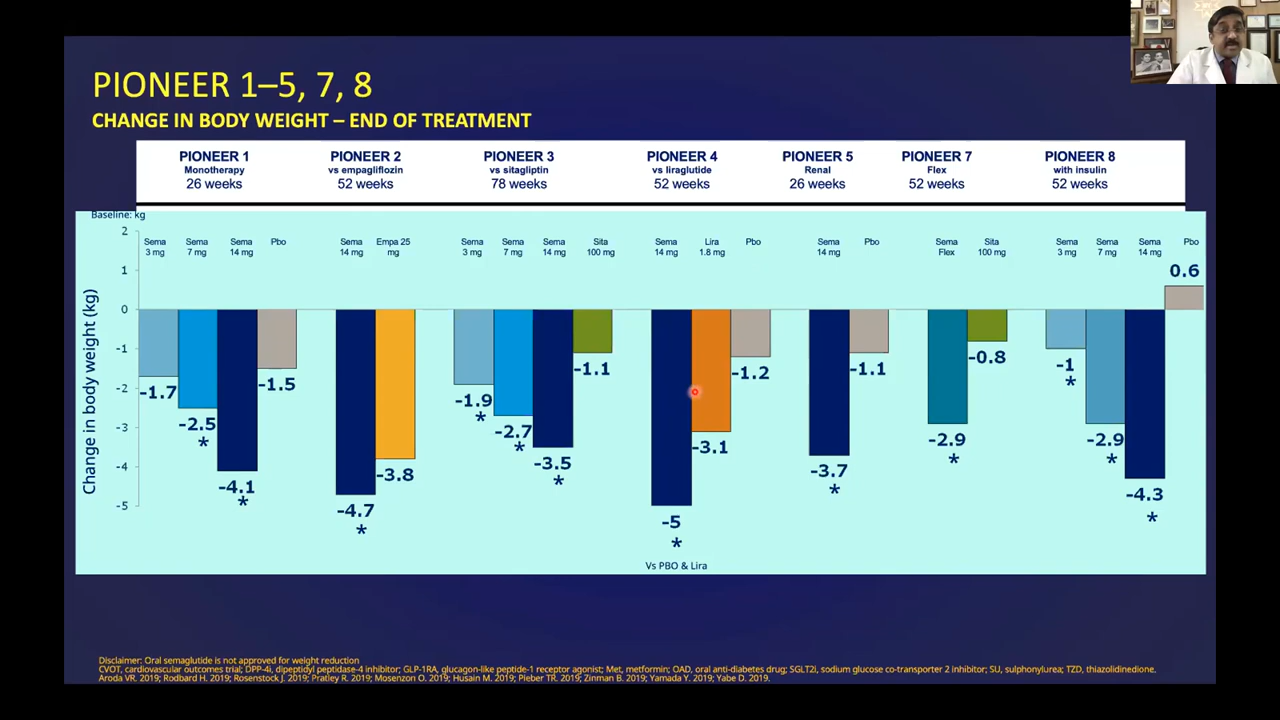 PIONEER 1–5, 7, 8
CHANGE IN BODY WEIGHT – END OF TREATMENT
PIONEER 1 PIONEER 2 PIONEER 3 PIONEER 4 PIONEER 5 PIONEER 7 PIONEER 8
Monotherapy vs empagliflozin vs sitagliptin vs liraglutide Renal Flex with insulin
26 weeks 52 weeks 78 weeks 52 weeks 26 weeks 52 weeks 52 weeks
Baseline: kg
Sema Sema Sema Pbo Sema Empa 25 Sema Sema Sema Sita Sema Lira Pbo Sema Pbo Sema Sita Sema Sema Sema Pbo
3 mg 7 mg 14 mg 14 mg mg 3 mg 7 mg 14 mg 100 mg 14 mg 1.8 mg 14 mg Flex 100 mg 3 mg 7 mg 14 mg
Change in body weight (kg)
2
1
0
-1
-2
-3
-4
-5
-1.7 -2.5 * -4.1 * -1.5
-4.7 * -3.8
-1.9 * -2.7 * -3.5 * -1.1
-5 * -3.1 -1.2
-3.7 * -1.1
-2.9 * -0.8
-1 * -2.9 * -4.3 * 0.6
Vs PBO & Lira
Disclaimer: Oral semaglutide is not approved for weight reduction
CVOT, cardiovascular outcomes trial; DPP-4i, dipeptidyl peptidase-4 inhibitor; GLP-1RA, glucagon-like peptide-1 receptor agonist; Met, metformin; OAD, oral anti-diabetes drug; SGLT2i, sodium glucose co-transporter 2 inhibitor; SU, sulphonylurea; TZD, thiazolidinedione.
Aroda VR. 2019; Rodbard H. 2019; Rosenstock J. 2019; Pratley R. 2019; Mosenzon O. 2019; Husain M. 2019; Pieber TR. 2019; Zinman B. 2019; Yamada Y. 2019; Yabe D. 2019.